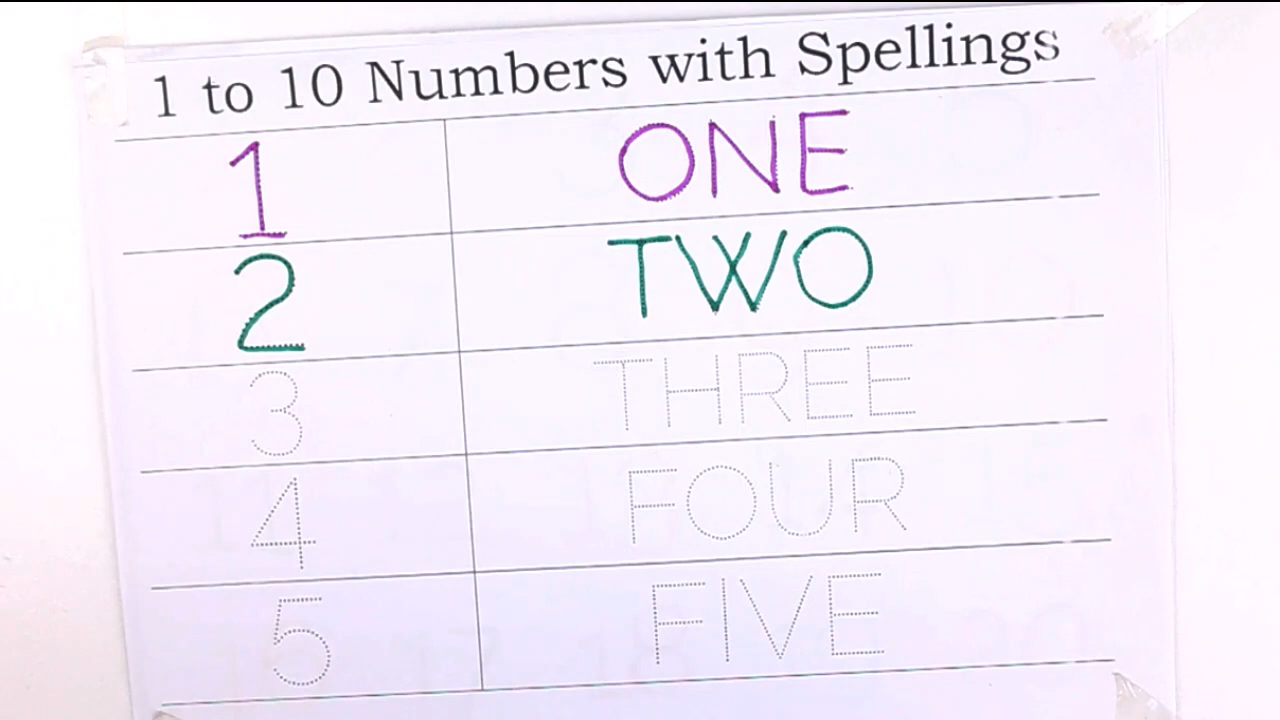 1 to 10 Numbers with Spellings
1 ONE
2 TWO
3 THREE
4 FOUR
5 FIVE